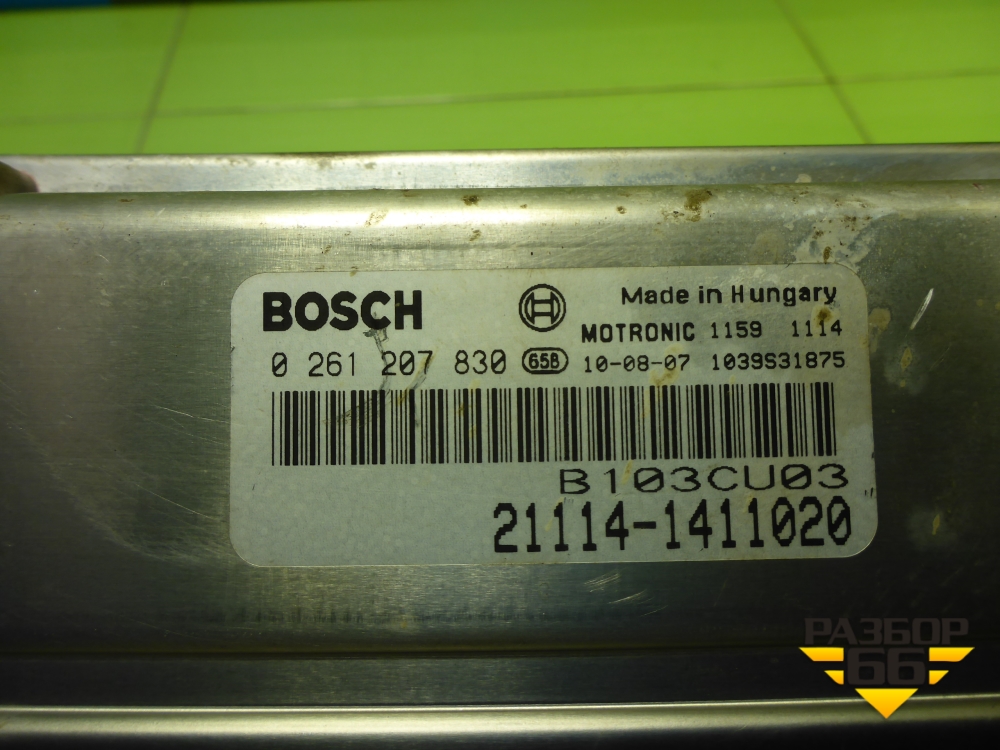 BOSCH
Made in Hungary
MOTRONIC 1159 1114
0 261 207 830 658 10-08-07 1039S31875
B103CU03
21114-1411020
РАЗБОР
66